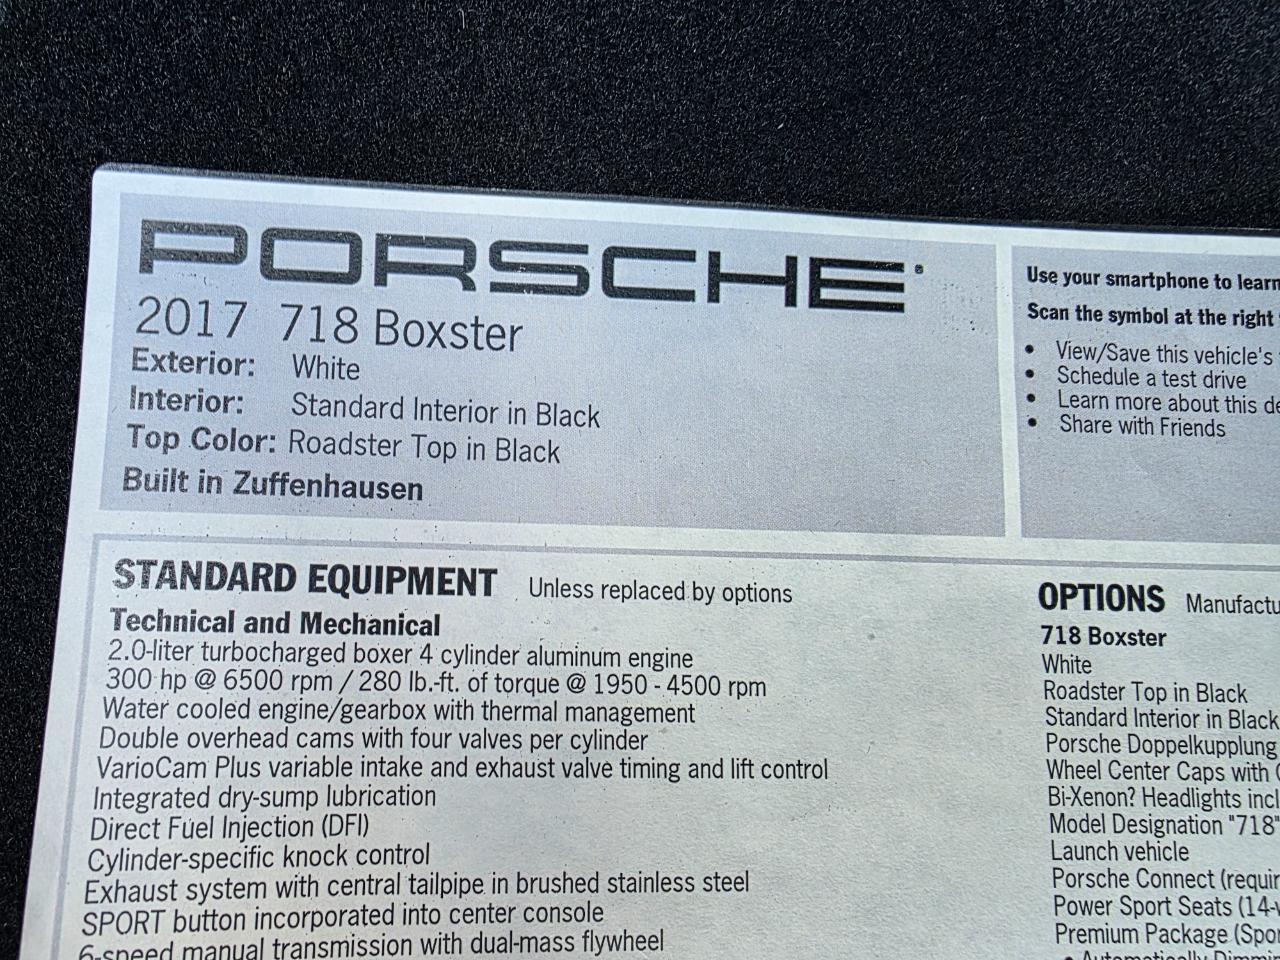 PORSCHE
2017 718 Boxster
Exterior: White
Interior: Standard Interior in Black
Top Color: Roadster Top in Black
Built in Zuffenhausen
Use your smartphone to learn
Scan the symbol at the right
• View/Save this vehicle's
• Schedule a test drive
• Learn more about this
• Share with Friends
STANDARD EQUIPMENT Unless replaced by options
Technical and Mechanical
2.0-liter turbocharged boxer 4 cylinder aluminum engine
300 hp @ 6500 rpm / 280 lb.-ft. of torque @ 1950 - 4500 rpm
Water cooled engine/gearbox with thermal management
Double overhead cams with four valves per cylinder
VarioCam Plus variable intake and exhaust valve timing and lift control
Integrated dry-sump lubrication
Direct Fuel Injection (DFI)
Cylinder-specific knock control
Exhaust system with central tailpipe in brushed stainless steel
SPORT button incorporated into center console
6-speed manual transmission with dual-mass flywheel
OPTIONS
718 Boxster
White
Roadster Top in Black
Standard Interior in Black
Porsche Doppelkupplung
Wheel Center Caps with
Bi-Xenon? Headlights
Model Designation "718"
Launch vehicle
Porsche Connect
Power Sport Seats
Premium Package